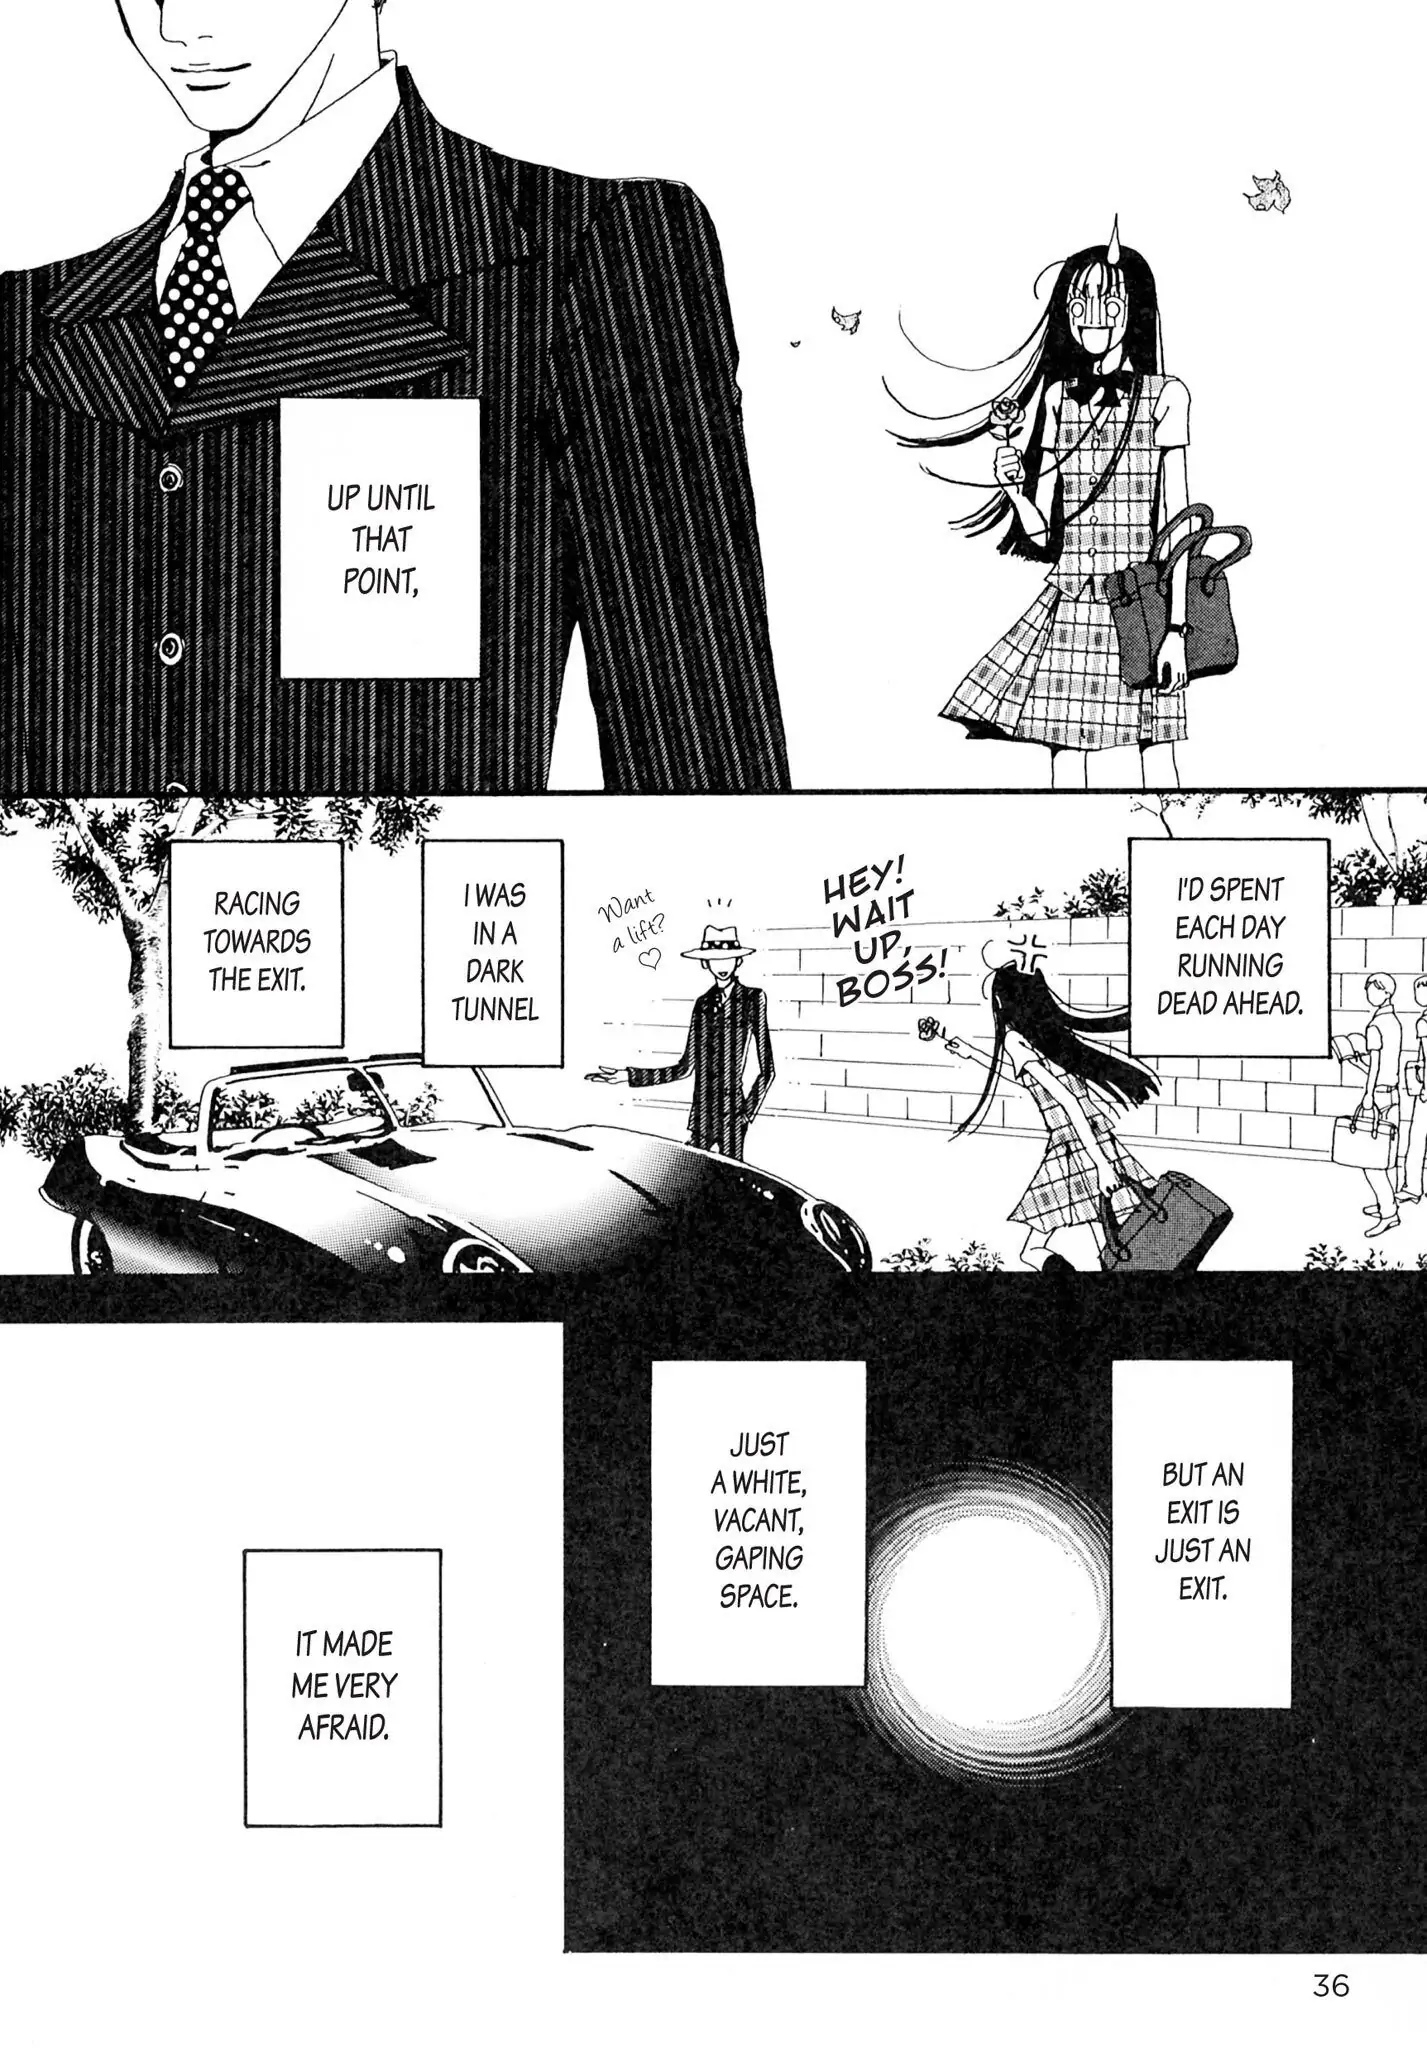 UP UNTIL
THAT
POINT,
I'D SPENT
EACH DAY
RUNNING
DEAD AHEAD.
HEY!
WAIT
UP,
BOSS!
Want
a lift?
♡
I WAS
IN A
DARK
TUNNEL
RACING
TOWARDS
THE EXIT.
BUT AN
EXIT IS
JUST AN
EXIT.
JUST
A WHITE,
VACANT,
GAPING
SPACE.
IT MADE
ME VERY
AFRAID.
36